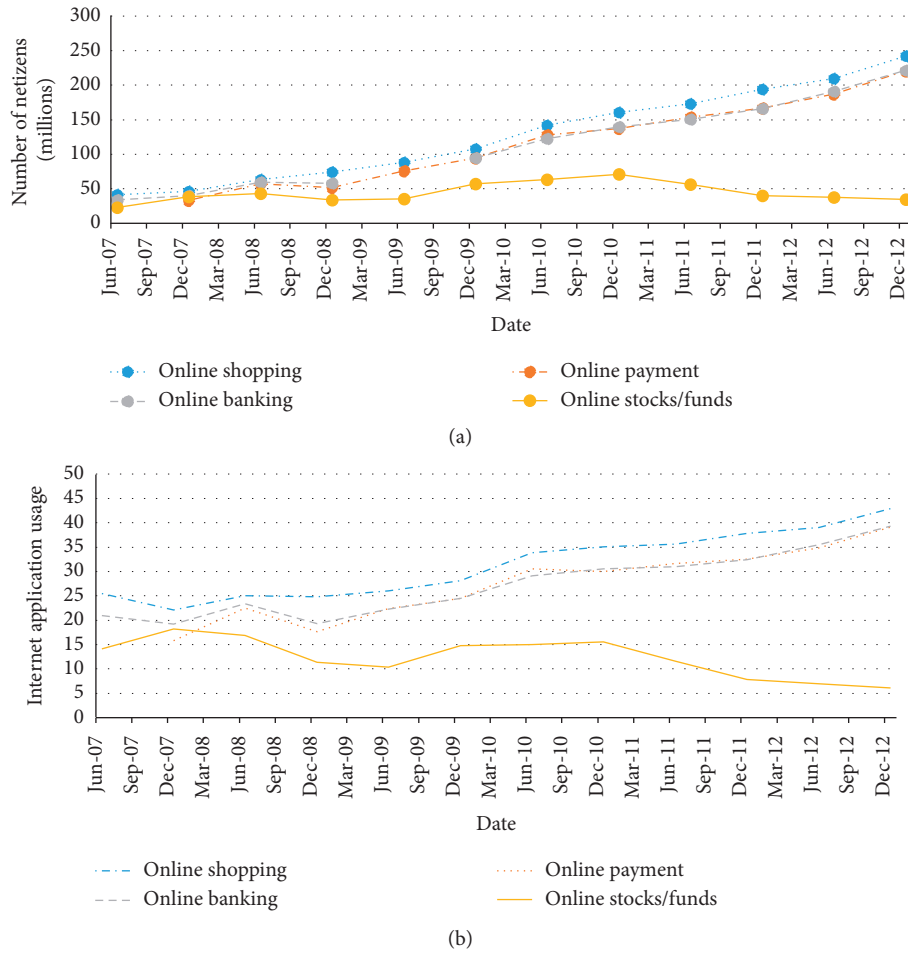 300
250
200
150
100
50
0
Number of netizens
(millions)
Jun-07
Sep-07
Dec-07
Mar-08
Jun-08
Sep-08
Dec-08
Mar-09
Jun-09
Sep-09
Dec-09
Mar-10
Jun-10
Sep-10
Dec-10
Mar-11
Jun-11
Sep-11
Dec-11
Mar-12
Jun-12
Sep-12
Dec-12
Date
Online shopping
Online payment
Online banking
Online stocks/funds
(a)
50
45
40
35
30
25
20
15
10
5
0
Internet application usage
Jun-07
Sep-07
Dec-07
Mar-08
Jun-08
Sep-08
Dec-08
Mar-09
Jun-09
Sep-09
Dec-09
Mar-10
Jun-10
Sep-10
Dec-10
Mar-11
Jun-11
Sep-11
Dec-11
Mar-12
Jun-12
Sep-12
Dec-12
Date
Online shopping
Online payment
Online banking
Online stocks/funds
(b)